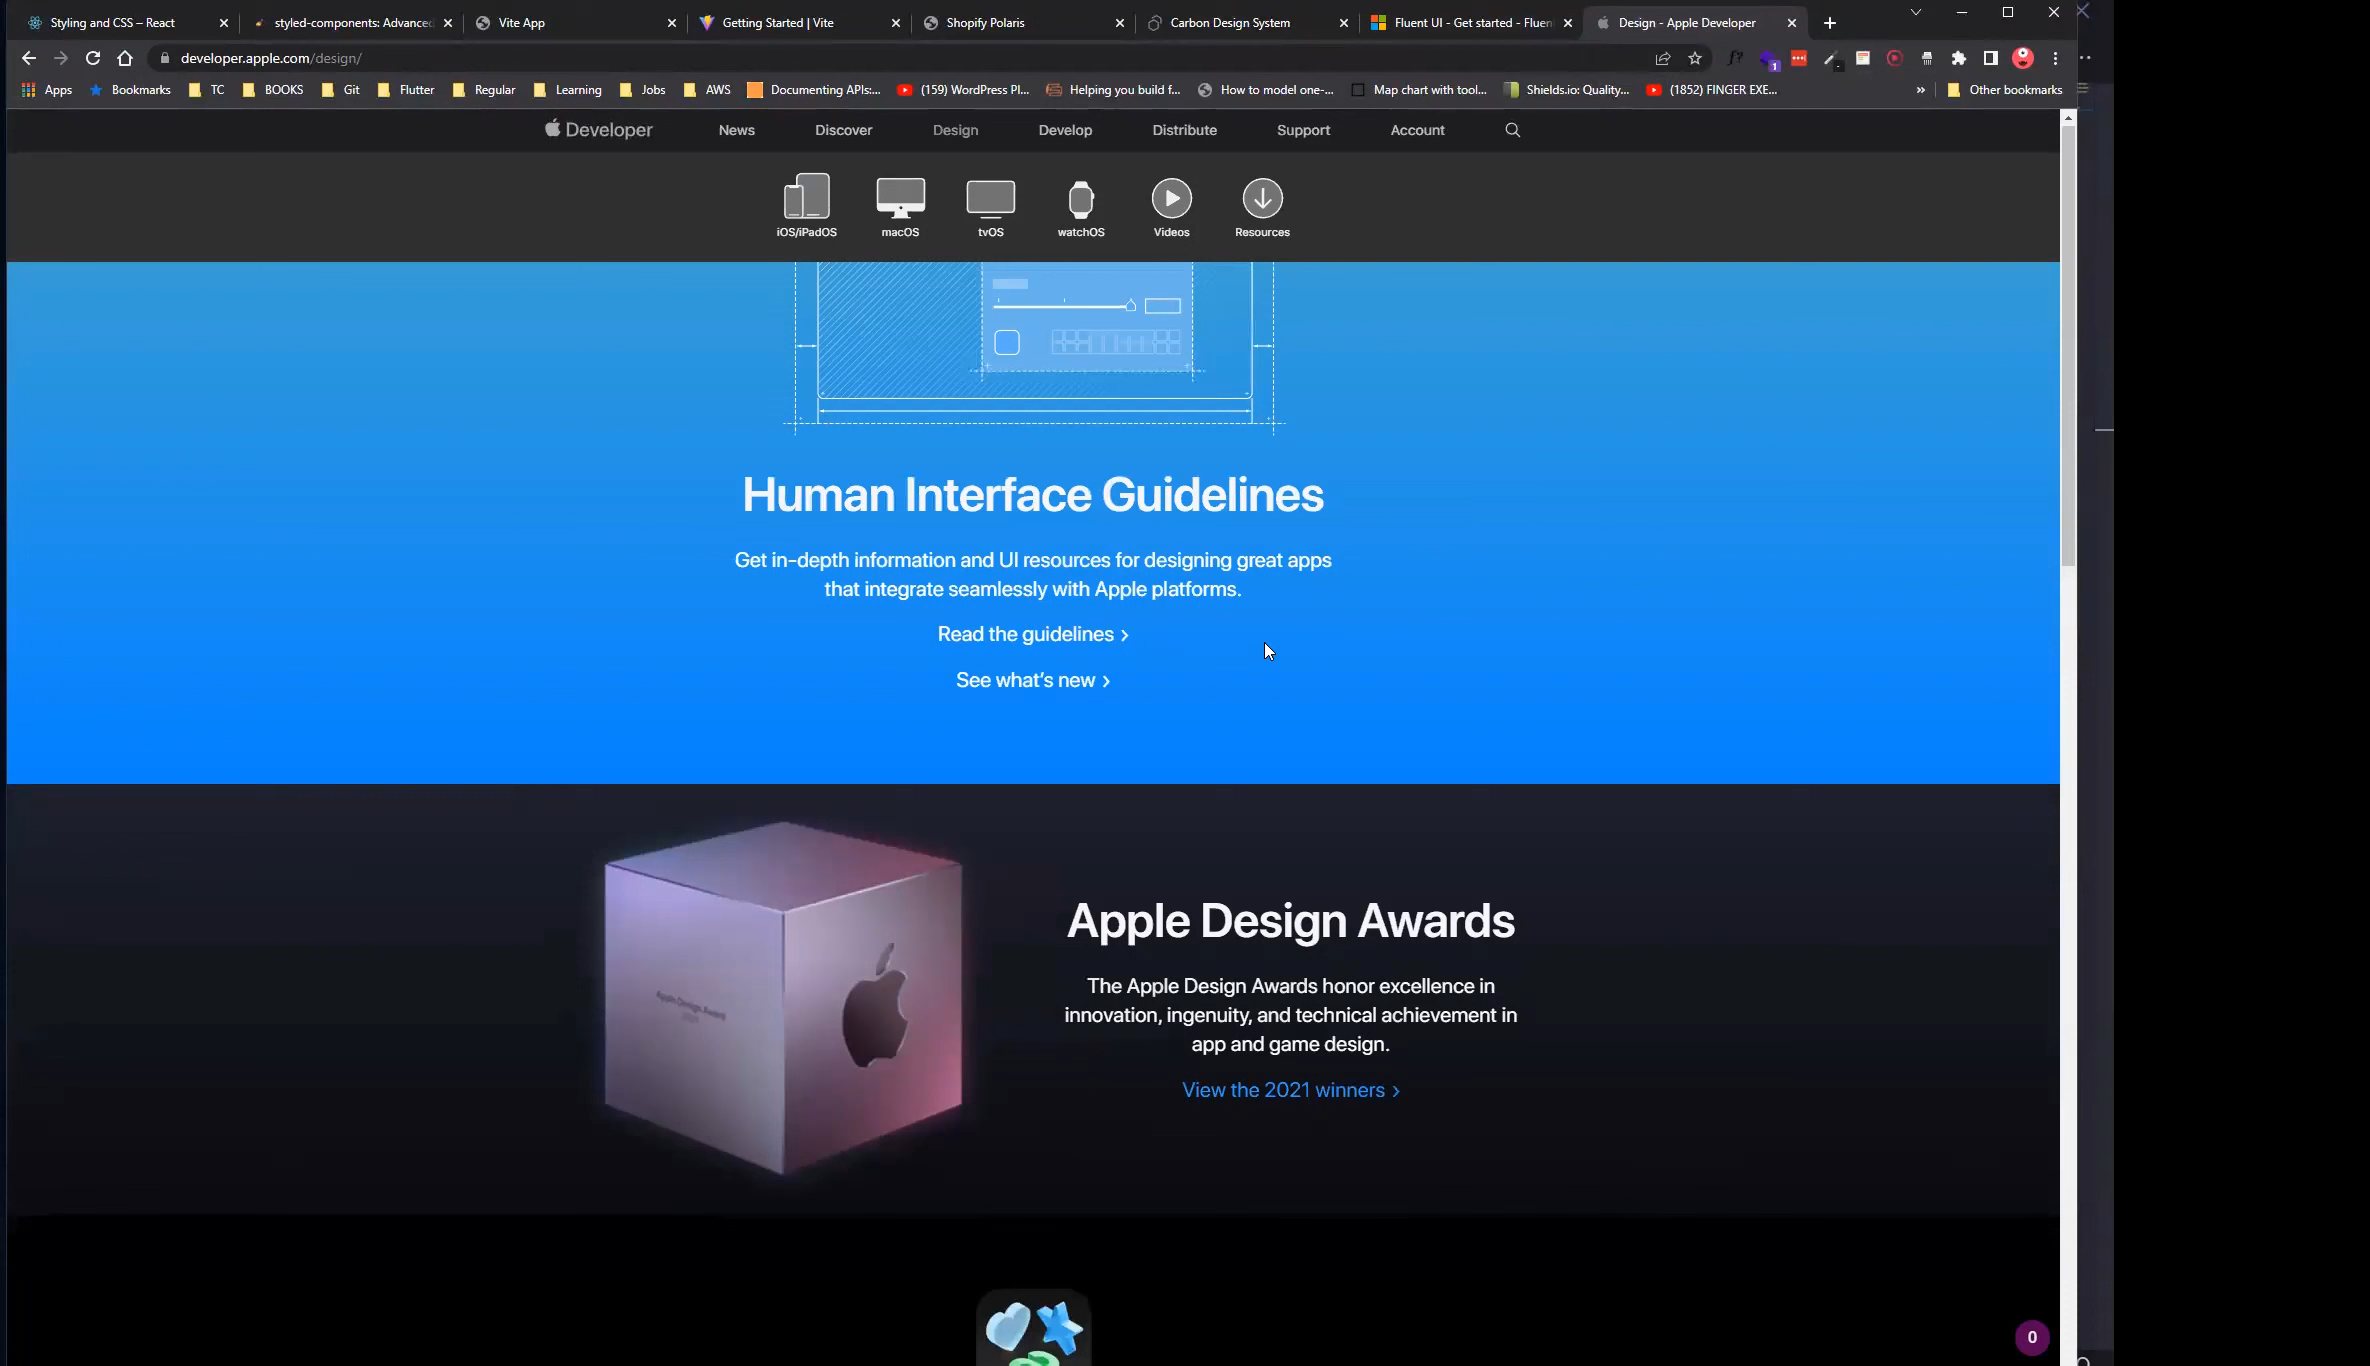 Styling and CSS – React
styled-components: Advanced
Vite App
Getting Started | Vite
Shopify Polaris
Carbon Design System
Fluent UI - Get started - Fluen
Design - Apple Developer
developer.apple.com/design/
f?
1
Apps
Bookmarks
TC
BOOKS
Git
Flutter
Regular
Learning
Jobs
AWS
Documenting APIs:...
(159) WordPress Pl...
Helping you build f...
How to model one-...
Map chart with tool...
Shields.io: Quality...
(1852) FINGER EXE...
»
Other bookmarks
Developer
News
Discover
Design
Develop
Distribute
Support
Account
iOS/iPadOS
macOS
tvOS
watchOS
Videos
Resources
Human Interface Guidelines
Get in-depth information and UI resources for designing great apps
that integrate seamlessly with Apple platforms.
Read the guidelines >
See what's new >
Apple Design Award
Apple Design Awards
The Apple Design Awards honor excellence in
innovation, ingenuity, and technical achievement in
app and game design.
View the 2021 winners >
0